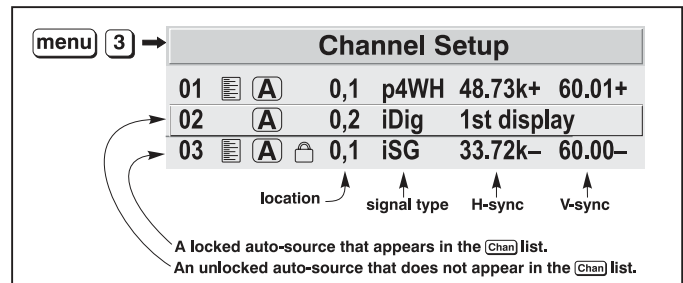 menu 3 Channel Setup
01 A 0,1 p4WH 48.73k+ 60.01+
02 A 0,2 iDig 1st display
03 A 0,1 iSG 33.72k– 60.00–
location signal type H-sync V-sync
A locked auto-source that appears in the Chan list.
An unlocked auto-source that does not appear in the Chan list.